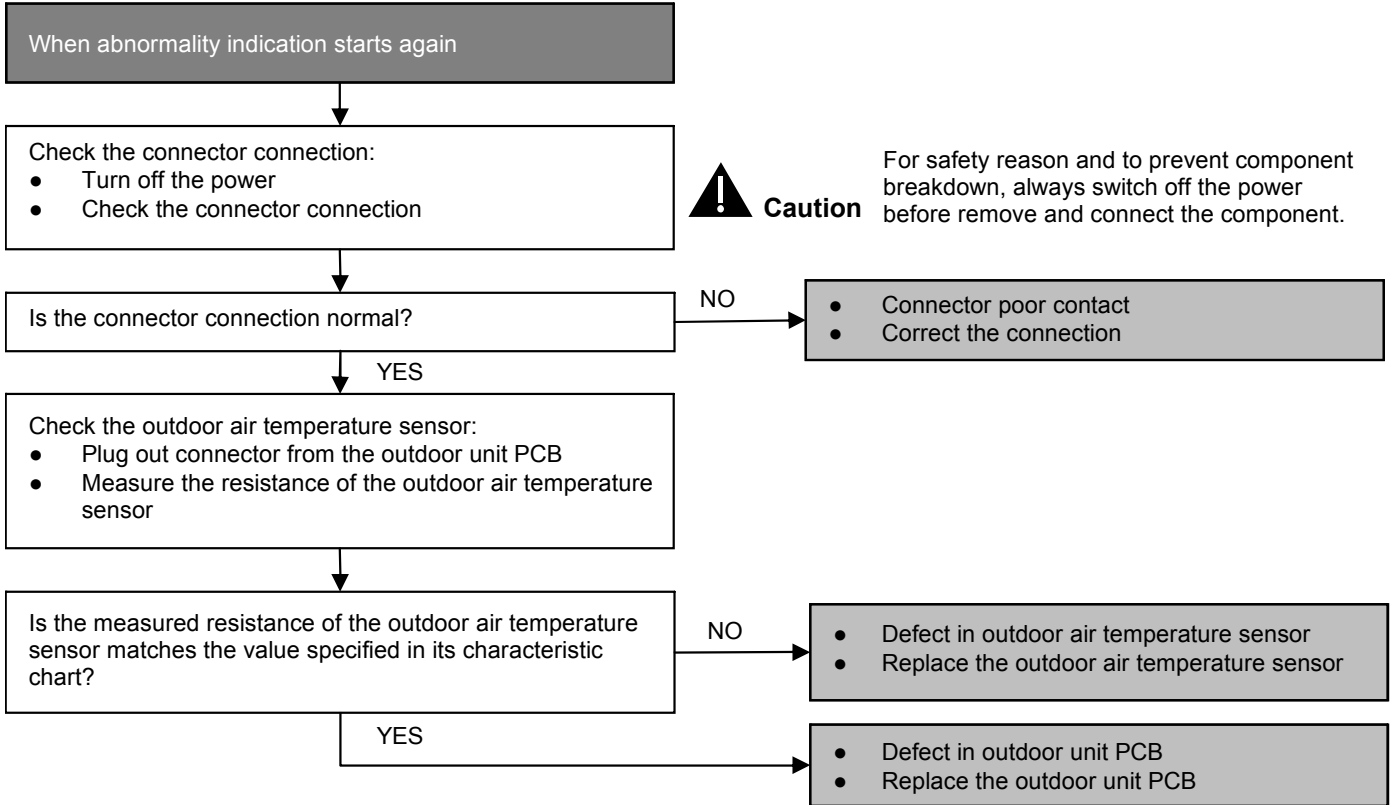 When abnormality indication starts again
Check the connector connection:
● Turn off the power
● Check the connector connection
Caution
For safety reason and to prevent component
breakdown, always switch off the power
before remove and connect the component.
Is the connector connection normal?
NO
● Connector poor contact
● Correct the connection
YES
Check the outdoor air temperature sensor:
● Plug out connector from the outdoor unit PCB
● Measure the resistance of the outdoor air temperature
sensor
Is the measured resistance of the outdoor air temperature
sensor matches the value specified in its characteristic
chart?
NO
● Defect in outdoor air temperature sensor
● Replace the outdoor air temperature sensor
YES
● Defect in outdoor unit PCB
● Replace the outdoor unit PCB